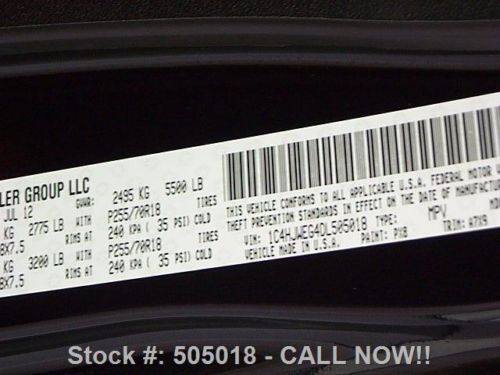 LER GROUP LLC
JUL 12 GVWR: 2495 KG 5500 LB
KG 2775 LB WITH P255/70R18 TIRES
8X7.5 RIMS AT 240 KPA ( 35 PSI) COLD
KG 3200 LB WITH P255/70R18 TIRES
8X7.5 RIMS AT 240 KPA ( 35 PSI) COLD
THIS VEHICLE CONFORMS TO ALL APPLICABLE U.S.A. FEDERAL MOTOR
THEFT PREVENTION STANDARDS IN EFFECT ON THE DATE OF MANUFACTUR
VIN: 1C4HJWEG4DL505018 TYPE: MPV
MADE IN U.S.A. PAINT: PX8 TRIM: A7X9
Stock #: 505018 - CALL NOW!!